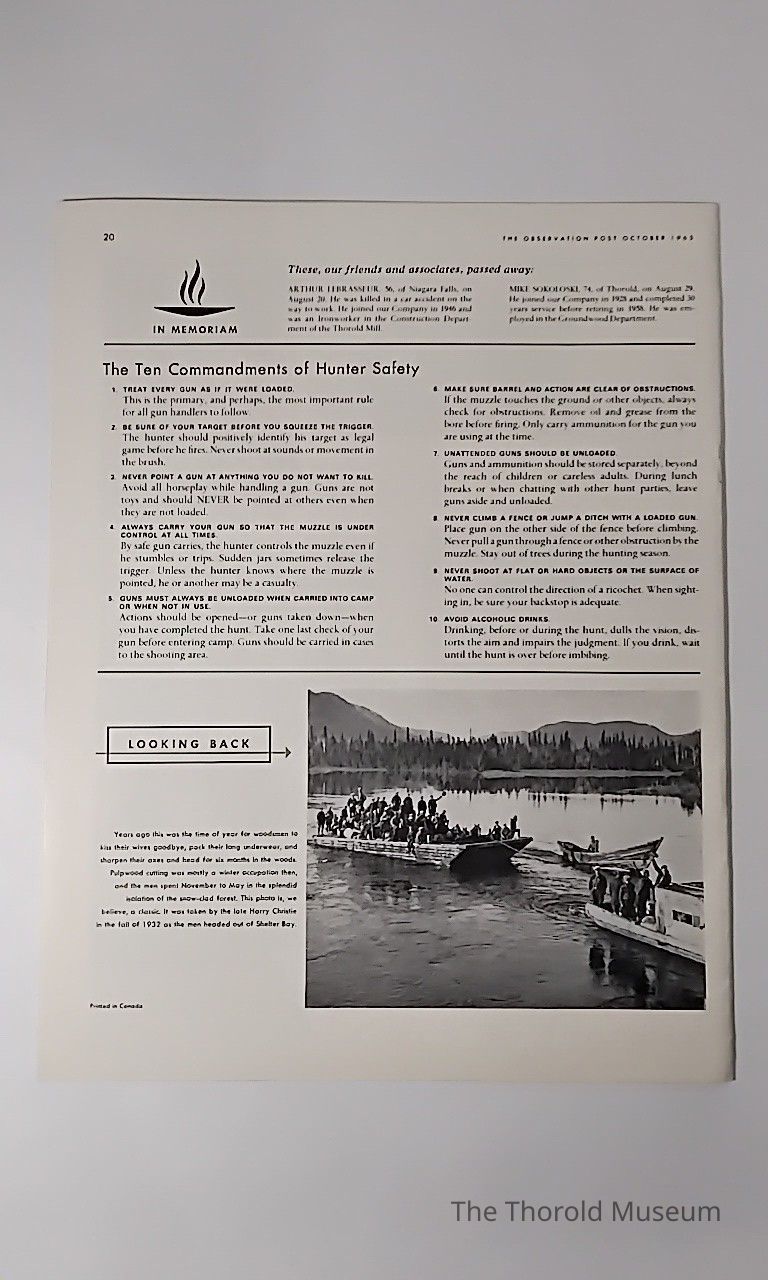 20
THE OBSERVATION POST OCTOBER 1965
IN MEMORIAM
These, our friends and associates, passed away:
ARTHUR LEBRASSEUR, 56, of Niagara Falls, on
August 20. He was killed in a car accident on the
way to work. He joined our Company in 1946 and
was an Ironworker in the Construction Depart-
ment of the Thorold Mill.
MIKE SOKOLOSKI, 74, of Thorold, on August 29.
He joined our Company in 1928 and completed 30
years service before retiring in 1958. He was em-
ployed in the Groundwood Department.
The Ten Commandments of Hunter Safety
1. TREAT EVERY GUN AS IF IT WERE LOADED.
This is the primary, and perhaps, the most important rule
for all gun handlers to follow.
2. BE SURE OF YOUR TARGET BEFORE YOU SQUEEZE THE TRIGGER.
The hunter should positively identify his target as legal
game before he fires. Never shoot at sounds or movement in
the brush.
3. NEVER POINT A GUN AT ANYTHING YOU DO NOT WANT TO KILL.
Avoid all horseplay while handling a gun. Guns are not
toys and should NEVER be pointed at others even when
they are not loaded.
4. ALWAYS CARRY YOUR GUN SO THAT THE MUZZLE IS UNDER
CONTROL AT ALL TIMES.
By safe gun carries, the hunter controls the muzzle even if
he stumbles or trips. Sudden jars sometimes release the
trigger. Unless the hunter knows where the muzzle is
pointed, he or another may be a casualty.
5. GUNS MUST ALWAYS BE UNLOADED WHEN CARRIED INTO CAMP
OR WHEN NOT IN USE.
Actions should be opened—or guns taken down—when
you have completed the hunt. Take one last check of your
gun before entering camp. Guns should be carried in cases
to the shooting area.
6. MAKE SURE BARREL AND ACTION ARE CLEAR OF OBSTRUCTIONS.
If the muzzle touches the ground or other objects, always
check for obstructions. Remove oil and grease from the
bore before firing. Only carry ammunition for the gun you
are using at the time.
7. UNATTENDED GUNS SHOULD BE UNLOADED.
Guns and ammunition should be stored separately, beyond
the reach of children or careless adults. During lunch
breaks or when chatting with other hunt parties, leave
guns aside and unloaded.
8. NEVER CLIMB A FENCE OR JUMP A DITCH WITH A LOADED GUN.
Place gun on the other side of the fence before climbing.
Never pull a gun through a fence or other obstruction by the
muzzle. Stay out of trees during the hunting season.
9. NEVER SHOOT AT FLAT OR HARD OBJECTS OR THE SURFACE OF
WATER.
No one can control the direction of a ricochet. When sight-
ing in, be sure your backstop is adequate.
10. AVOID ALCOHOLIC DRINKS.
Drinking, before or during the hunt, dulls the vision, dis-
torts the aim and impairs the judgment. If you drink, wait
until the hunt is over before imbibing.
LOOKING BACK
Years ago this was the time of year for woodsmen to
kiss their wives goodbye, pack their long underwear, and
sharpen their axes and head for six months in the woods.
Pulpwood cutting was mostly a winter occupation then,
and the men spent November to May in the splendid
isolation of the snow-clad forest. This photo is, we
believe, a classic. It was taken by the late Harry Christie
in the fall of 1932 as the men headed out of Shelter Bay.
Printed in Canada
The Thorold Museum